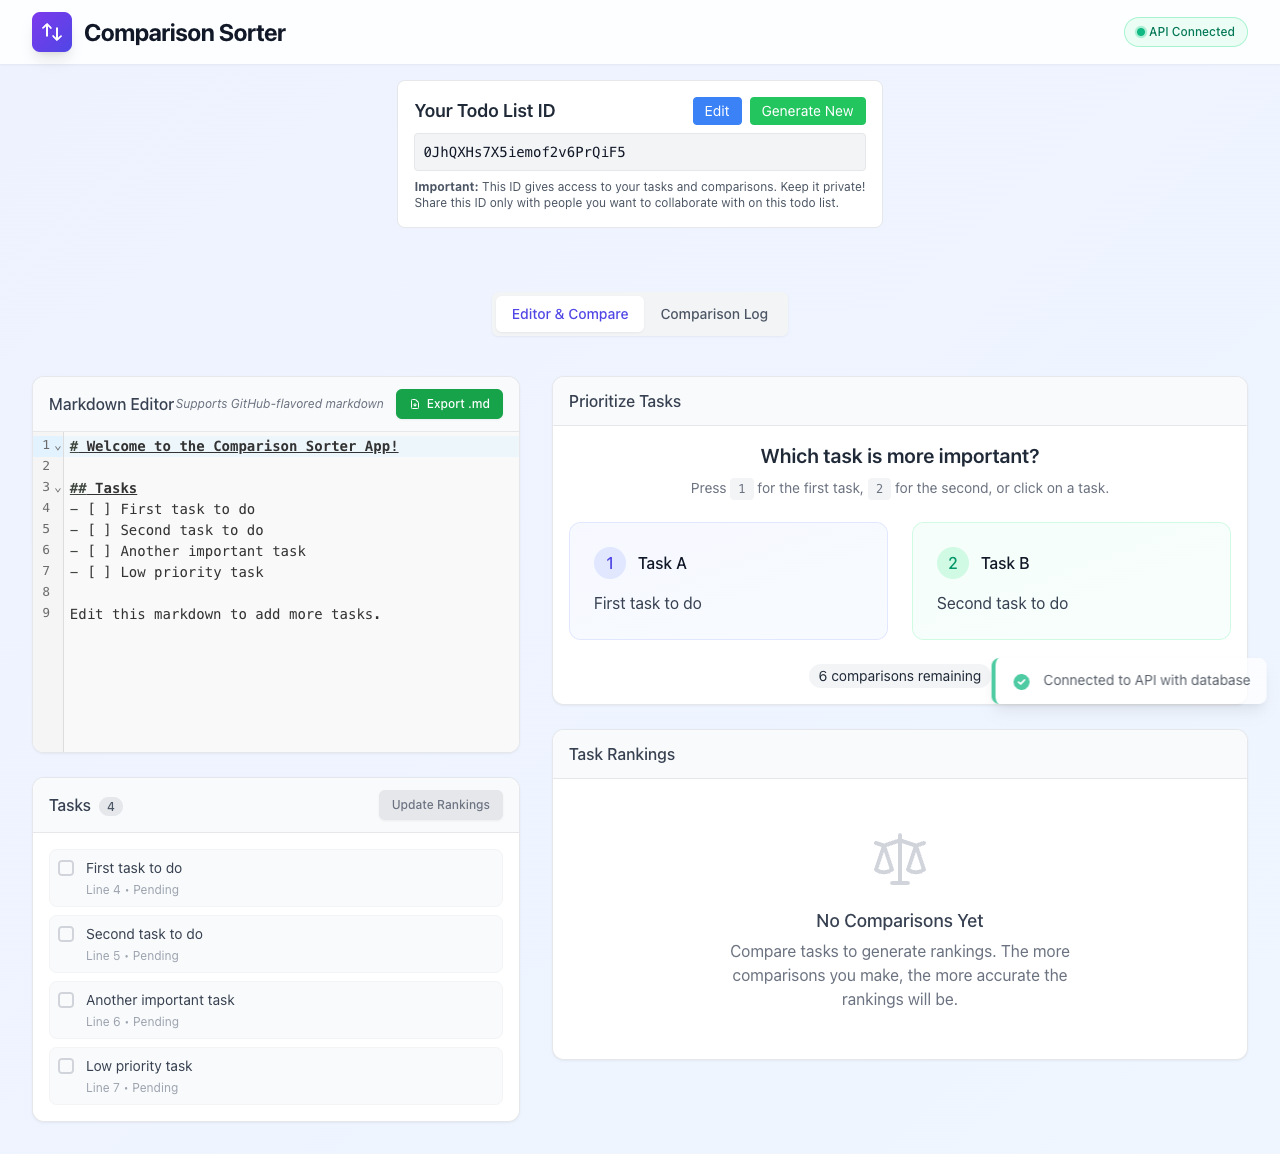 Comparison Sorter
API Connected
Your Todo List ID
Edit
Generate New
0JhQXHs7X5iemof2v6PrQiF5
Important: This ID gives access to your tasks and comparisons. Keep it private!
Share this ID only with people you want to collaborate with on this todo list.
Editor & Compare
Comparison Log
Markdown Editor
Supports GitHub-flavored markdown
Export .md
1 # Welcome to the Comparison Sorter App!
2
3 ## Tasks
4 - [ ] First task to do
5 - [ ] Second task to do
6 - [ ] Another important task
7 - [ ] Low priority task
8
9 Edit this markdown to add more tasks.
Tasks 4
Update Rankings
First task to do
Line 4 • Pending
Second task to do
Line 5 • Pending
Another important task
Line 6 • Pending
Low priority task
Line 7 • Pending
Prioritize Tasks
Which task is more important?
Press 1 for the first task, 2 for the second, or click on a task.
1 Task A
First task to do
2 Task B
Second task to do
6 comparisons remaining
Connected to API with database
Task Rankings
No Comparisons Yet
Compare tasks to generate rankings. The more
comparisons you make, the more accurate the
rankings will be.